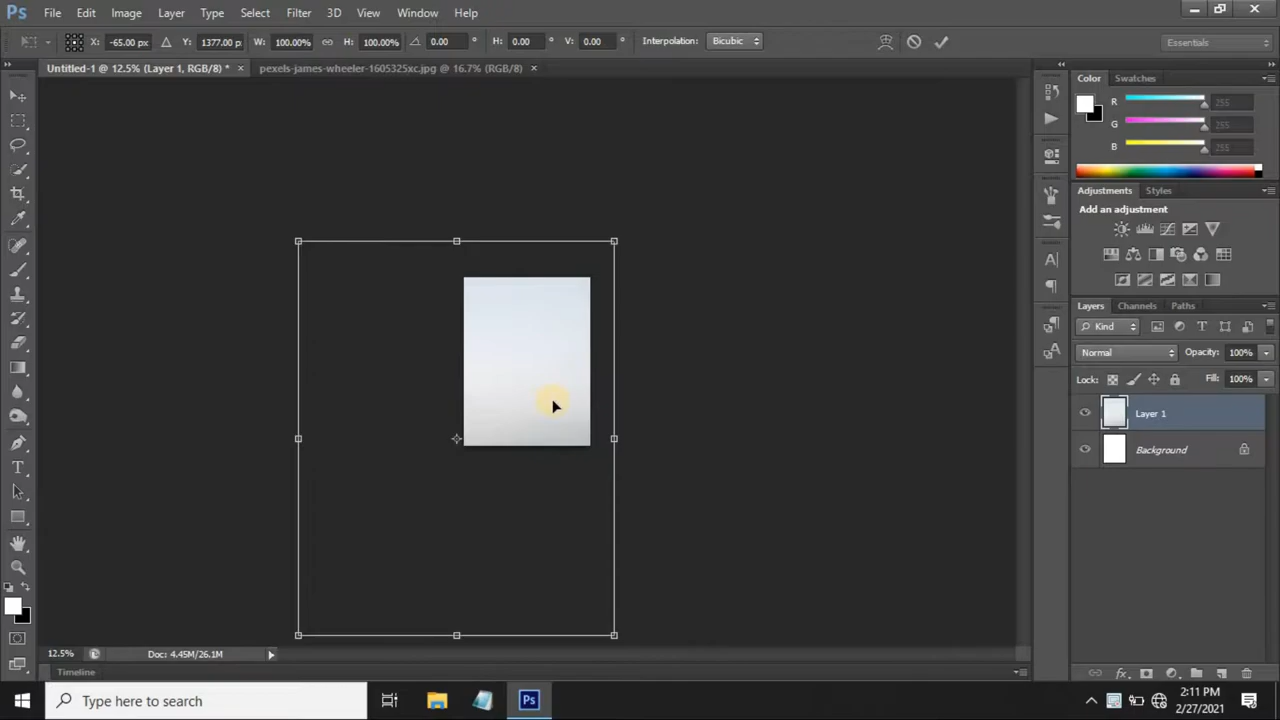 Ps File Edit Image Layer Type Select Filter 3D View Window Help
X: -65.00 px Y: 1377.00 p W: 100.00% H: 100.00% 0.00 ° H: 0.00 ° V: 0.00 ° Interpolation: Bicubic Essentials
Untitled-1 @ 12.5% (Layer 1, RGB/8) * × pexels-james-wheeler-1605325xc.jpg @ 16.7% (RGB/8) ×
Color Swatches
R 255
G 255
B 255
Adjustments Styles
Add an adjustment
Layers Channels Paths
Kind
Normal Opacity: 100%
Lock: Fill: 100%
Layer 1
Background
12.5% Doc: 4.45M/26.1M
Timeline
Type here to search
Ps
2:11 PM
2/27/2021